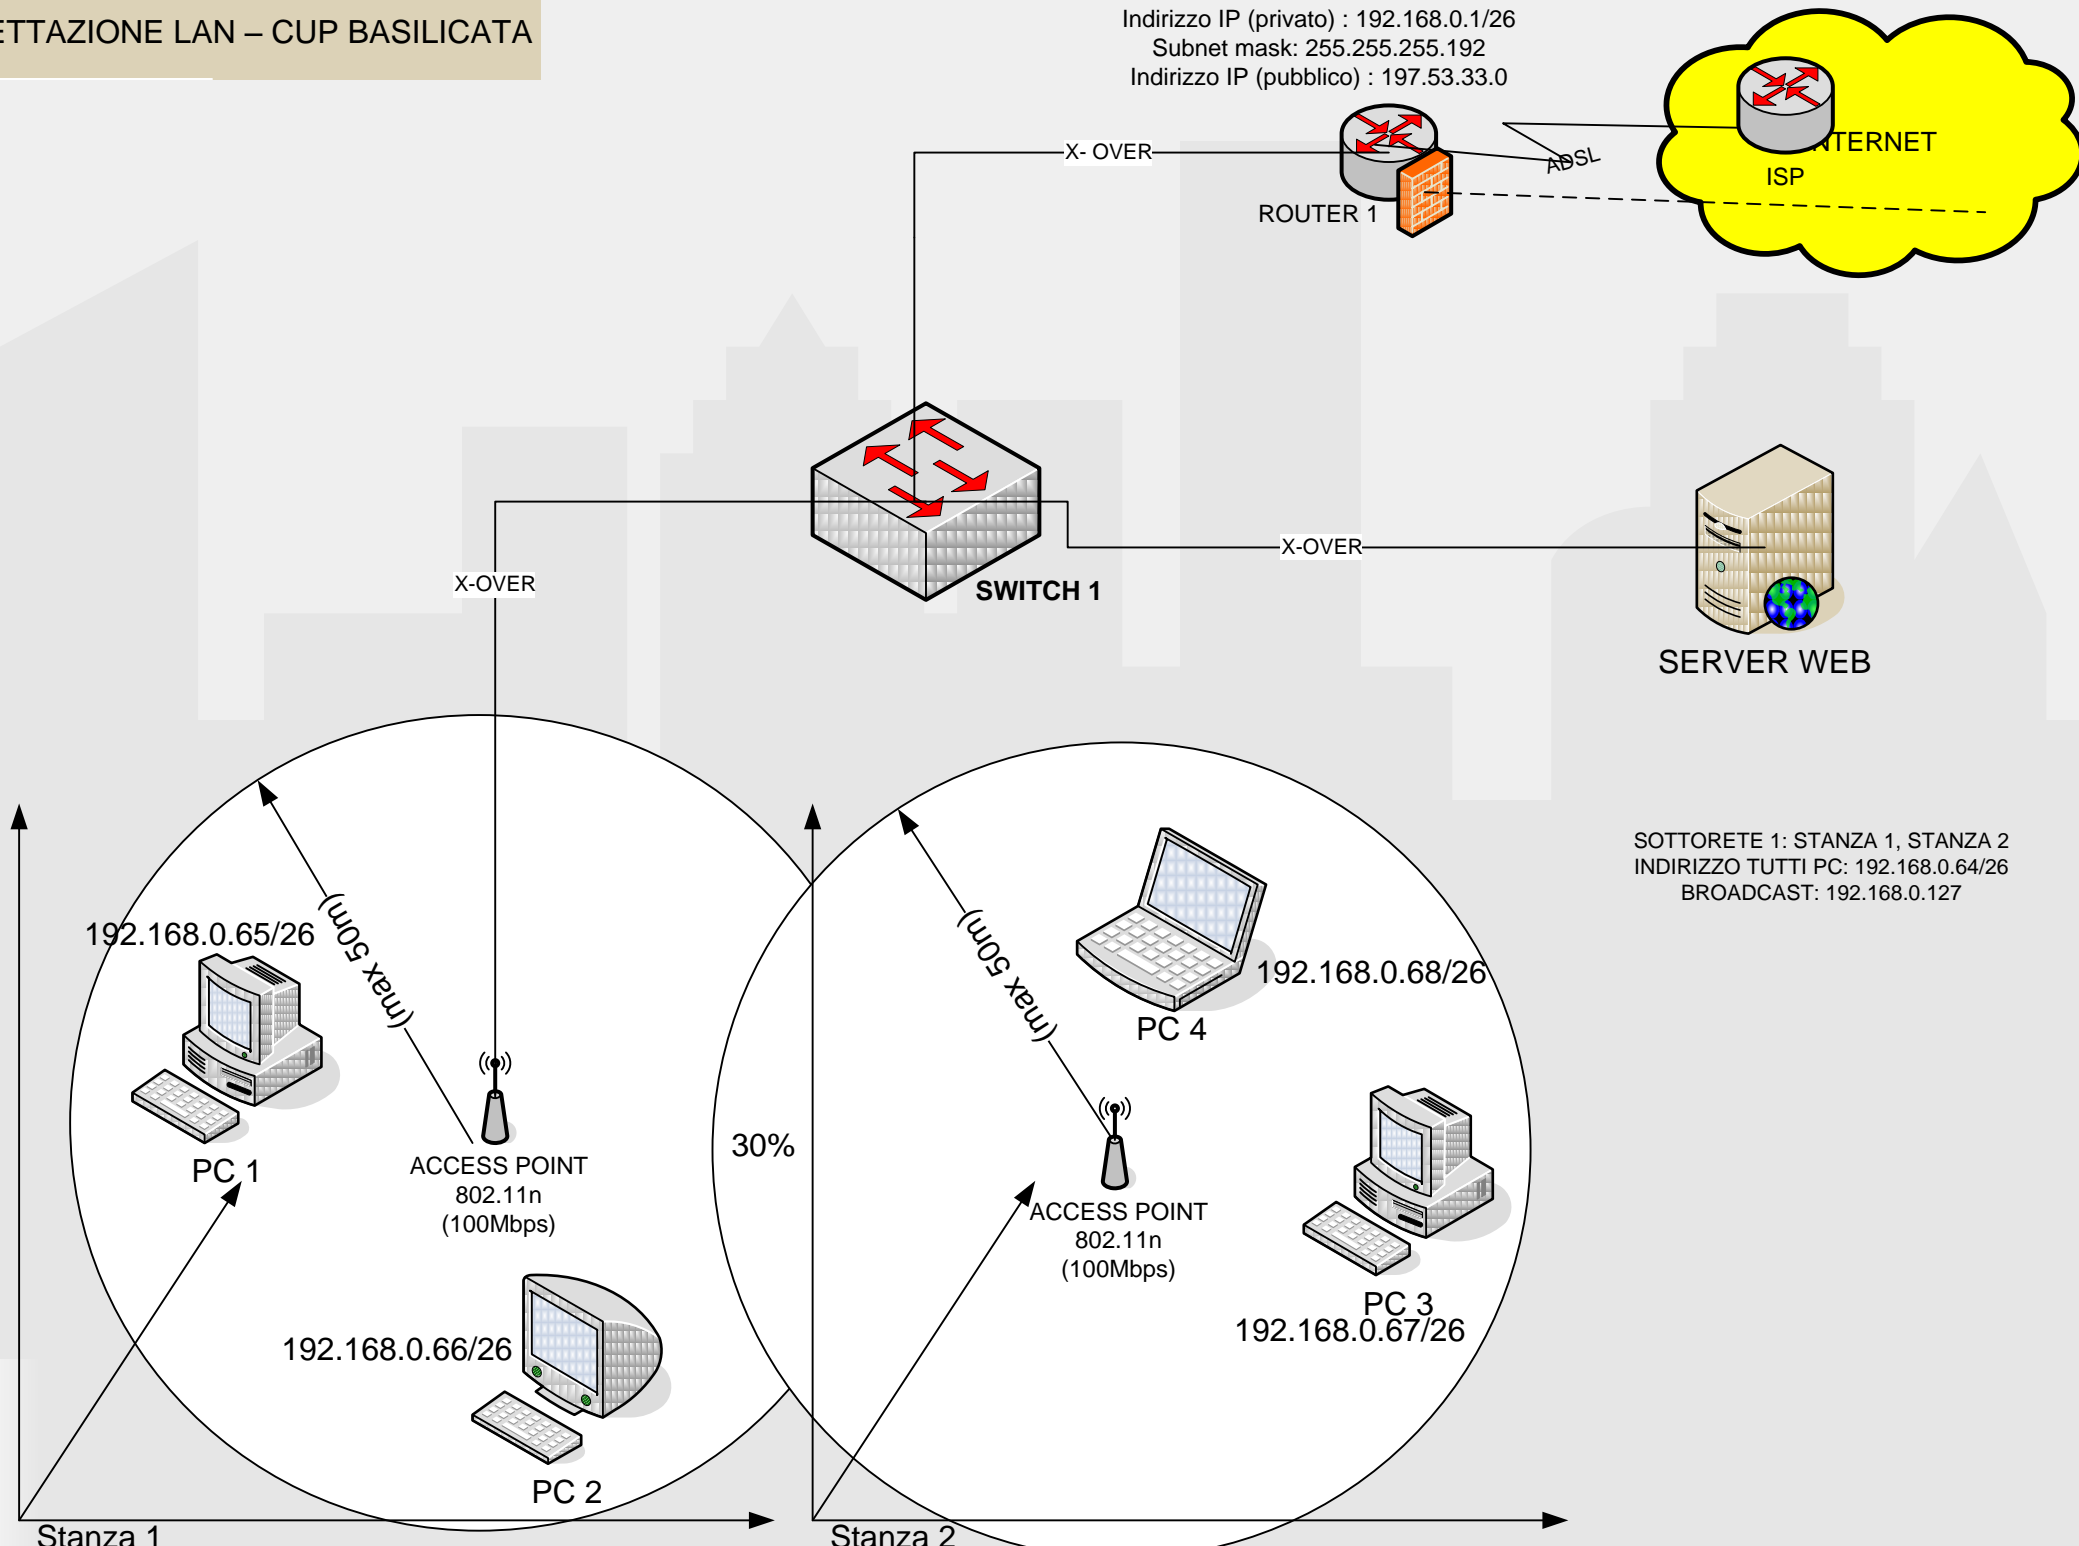 ETTAZIONE LAN – CUP BASILICATA
Indirizzo IP (privato) : 192.168.0.1/26
Subnet mask: 255.255.255.192
Indirizzo IP (pubblico) : 197.53.33.0
X- OVER
ADSL
NTERNET
ISP
ROUTER 1
X-OVER
X-OVER
SWITCH 1
SERVER WEB
SOTTORETE 1: STANZA 1, STANZA 2
INDIRIZZO TUTTI PC: 192.168.0.64/26
BROADCAST: 192.168.0.127
192.168.0.65/26
(max 50m)
PC 1
ACCESS POINT
802.11n
(100Mbps)
192.168.0.66/26
PC 2
Stanza 1
30%
(max 50m)
192.168.0.68/26
PC 4
ACCESS POINT
802.11n
(100Mbps)
PC 3
192.168.0.67/26
Stanza 2